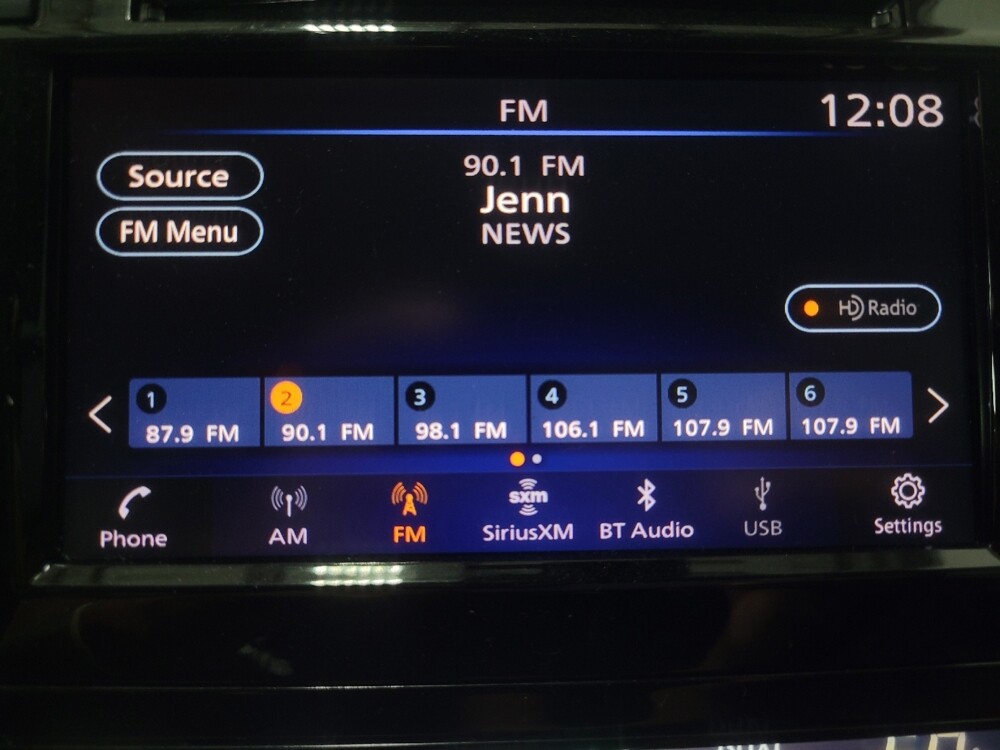 FM 12:08
Source
FM Menu
90.1 FM
Jenn
NEWS
HD Radio
1 2 3 4 5 6
87.9 FM 90.1 FM 98.1 FM 106.1 FM 107.9 FM 107.9 FM
sxm
Phone AM FM SiriusXM BT Audio USB Settings